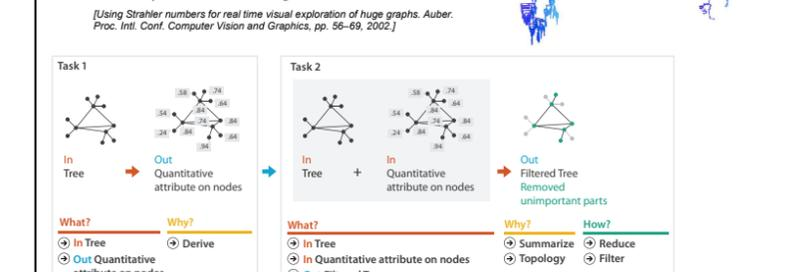 [Using Strahler numbers for real time visual exploration of huge graphs. Auber.
Proc. Intl. Conf. Computer Vision and Graphics, pp. 56–69, 2002.]
Task 1
.58
.74
.64
.54
.84
.74
.84
.24
.84
.64
.94
In
Tree
Out
Quantitative
attribute on nodes
What?
In Tree
Out Quantitative
attribute on nodes
Why?
Derive
Task 2
.58
.74
.64
.54
.84
.74
.84
.24
.84
.64
.94
In
Tree
+
In
Quantitative
attribute on nodes
Out
Filtered Tree
Removed
unimportant parts
What?
In Tree
In Quantitative attribute on nodes
Why?
Summarize
Topology
How?
Reduce
Filter